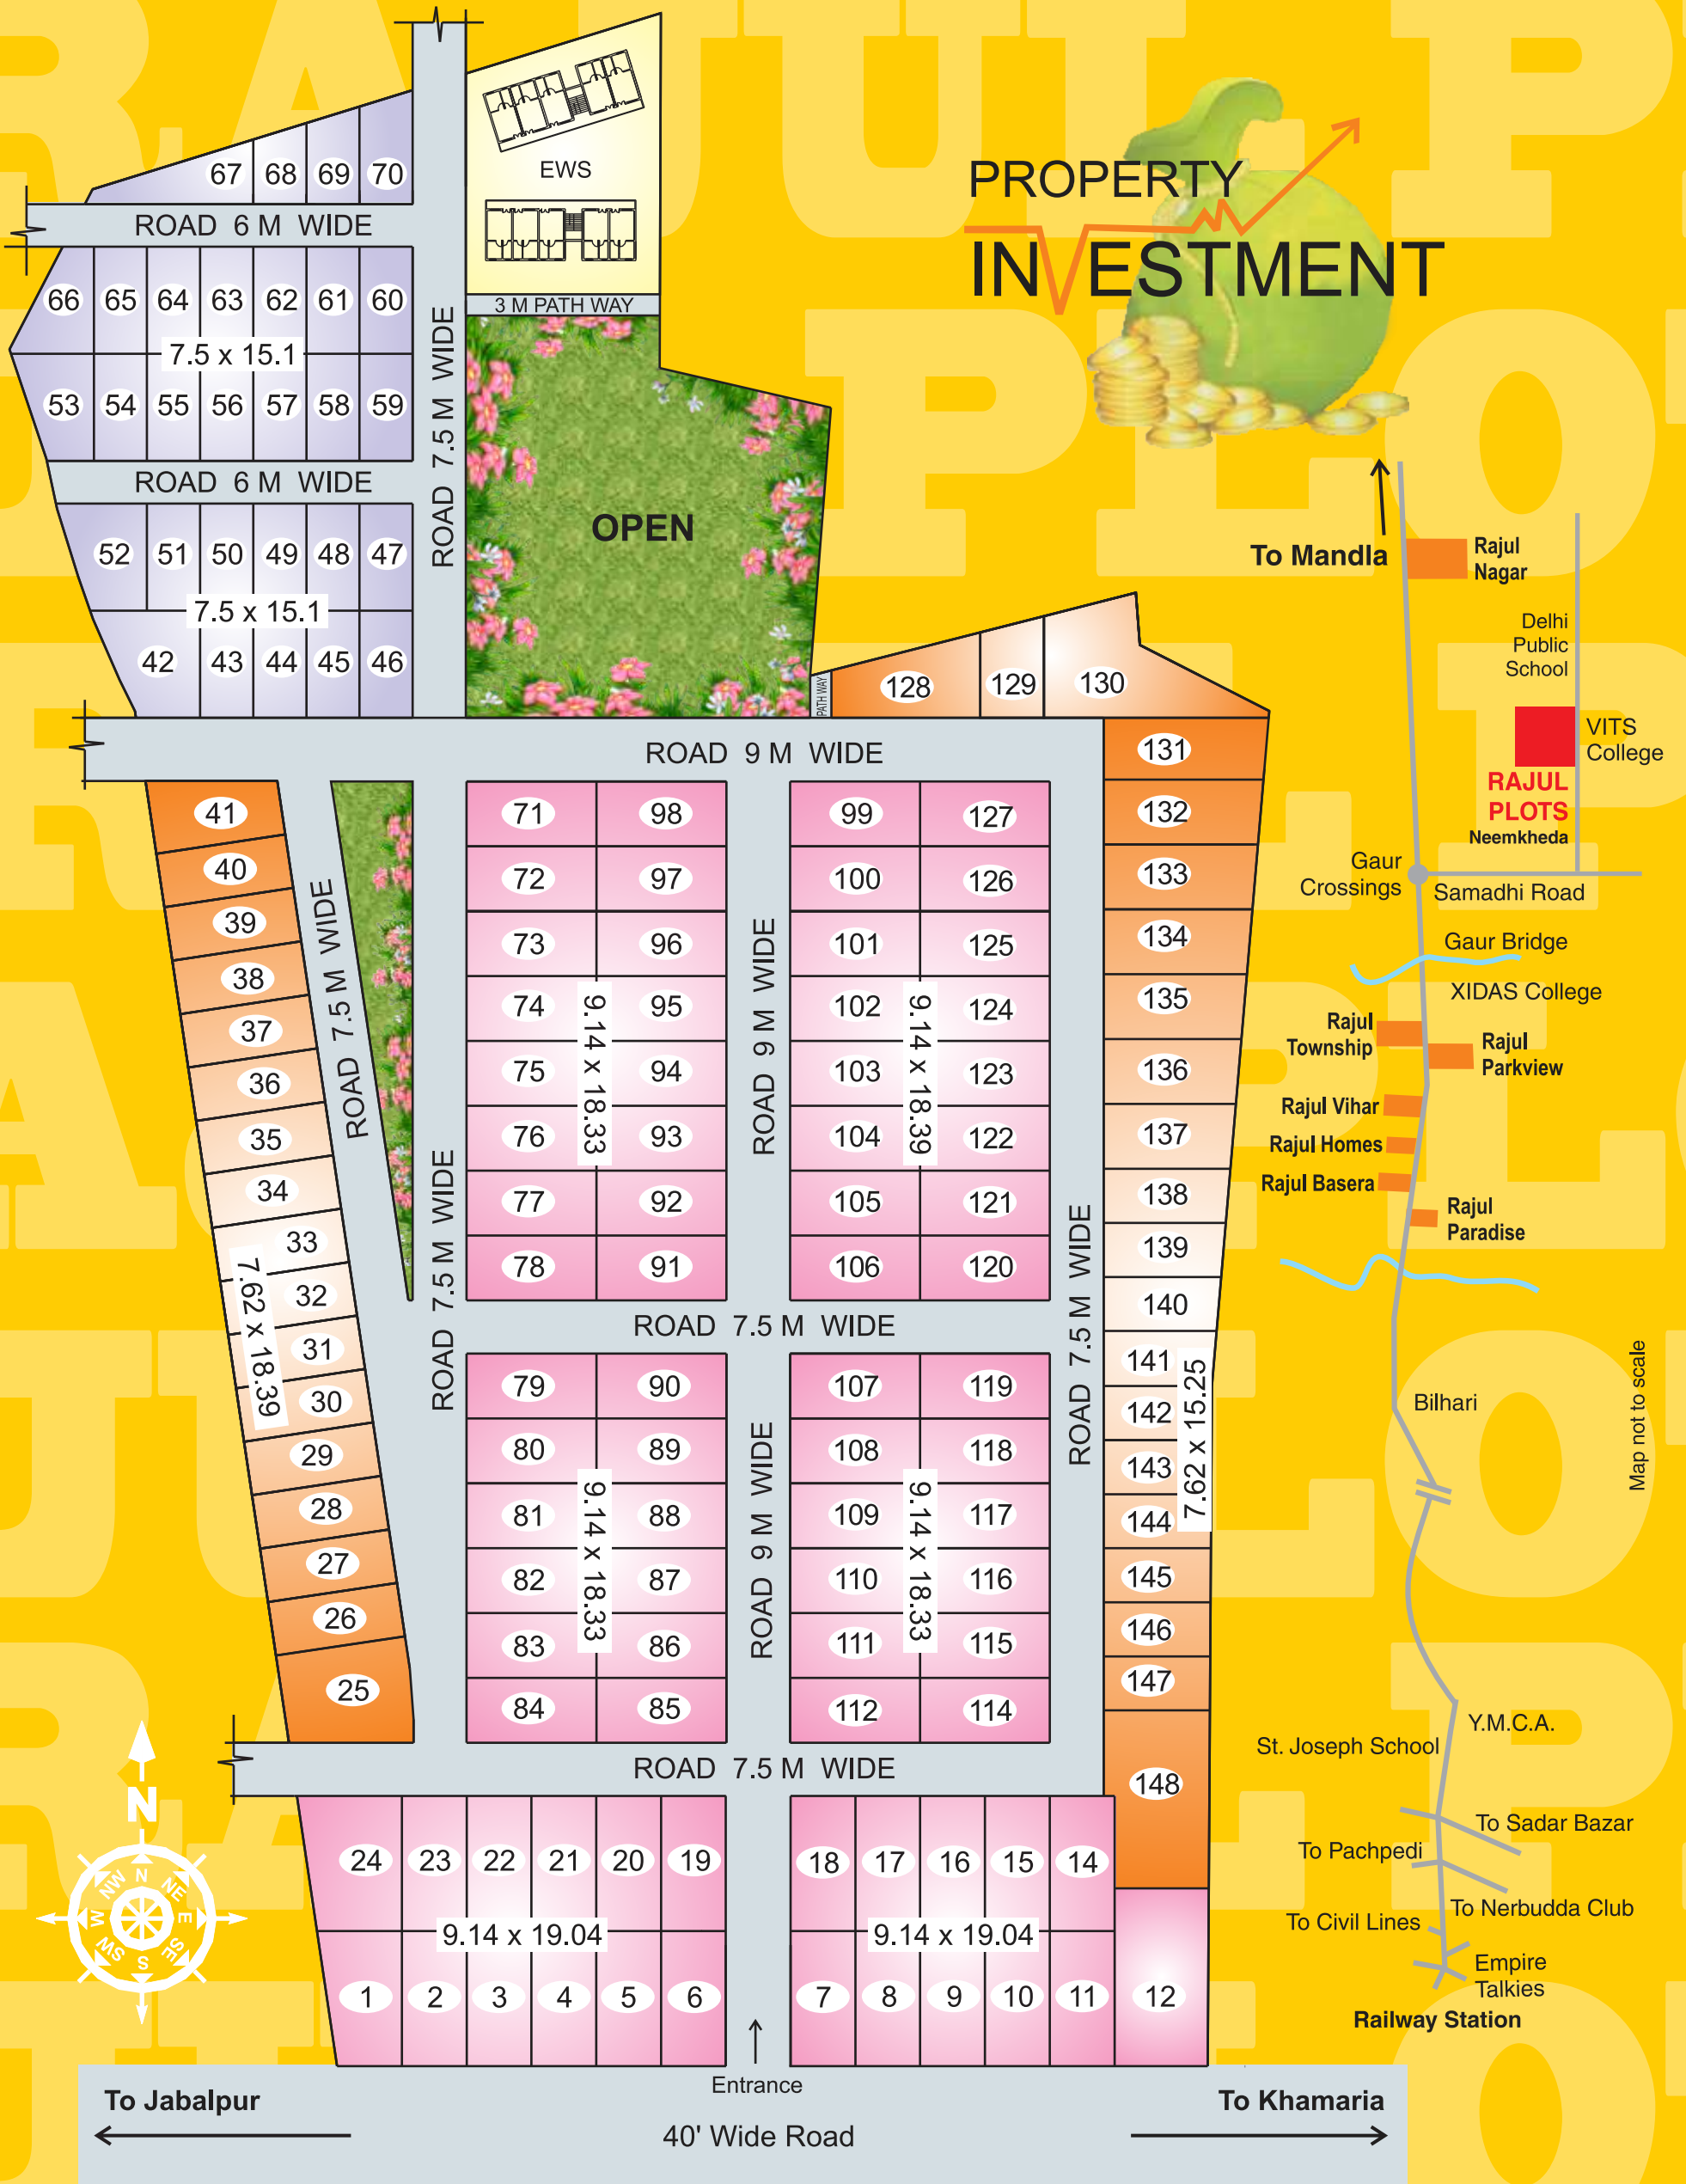 RAJUL PLOTS
PROPERTY
INVESTMENT
EWS
3 M PATH WAY
OPEN
67 68 69 70
ROAD 6 M WIDE
66 65 64 63 62 61 60
7.5 x 15.1
53 54 55 56 57 58 59
ROAD 6 M WIDE
52 51 50 49 48 47
7.5 x 15.1
42 43 44 45 46
ROAD 7.5 M WIDE
PATH WAY
128 129 130
ROAD 9 M WIDE
41
40
39
38
37
36
35
34
33
32
31
30
29
28
27
26
25
7.62 x 18.39
ROAD 7.5 M WIDE
ROAD 7.5 M WIDE
71 98
72 97
73 96
74 95
75 94
76 93
77 92
78 91
9.14 x 18.33
ROAD 9 M WIDE
99 127
100 126
101 125
102 124
103 123
104 122
105 121
106 120
9.14 x 18.39
ROAD 7.5 M WIDE
79 90
80 89
81 88
82 87
83 86
84 85
9.14 x 18.33
ROAD 9 M WIDE
107 119
108 118
109 117
110 116
111 115
112 114
9.14 x 18.33
ROAD 7.5 M WIDE
131
132
133
134
135
136
137
138
139
140
141
142
143
144
145
146
147
148
7.62 x 15.25
ROAD 7.5 M WIDE
24 23 22 21 20 19
9.14 x 19.04
1 2 3 4 5 6
18 17 16 15 14
9.14 x 19.04
7 8 9 10 11 12
N
N
NE
E
SE
S
SW
W
NW
Entrance
To Jabalpur
40' Wide Road
To Khamaria
To Mandla
Rajul
Nagar
Delhi
Public
School
VITS
College
RAJUL
PLOTS
Neemkheda
Gaur
Crossings
Samadhi Road
Gaur Bridge
XIDAS College
Rajul
Township
Rajul
Parkview
Rajul Vihar
Rajul Homes
Rajul Basera
Rajul
Paradise
Bilhari
Map not to scale
Y.M.C.A.
St. Joseph School
To Sadar Bazar
To Pachpedi
To Nerbudda Club
To Civil Lines
Empire
Talkies
Railway Station